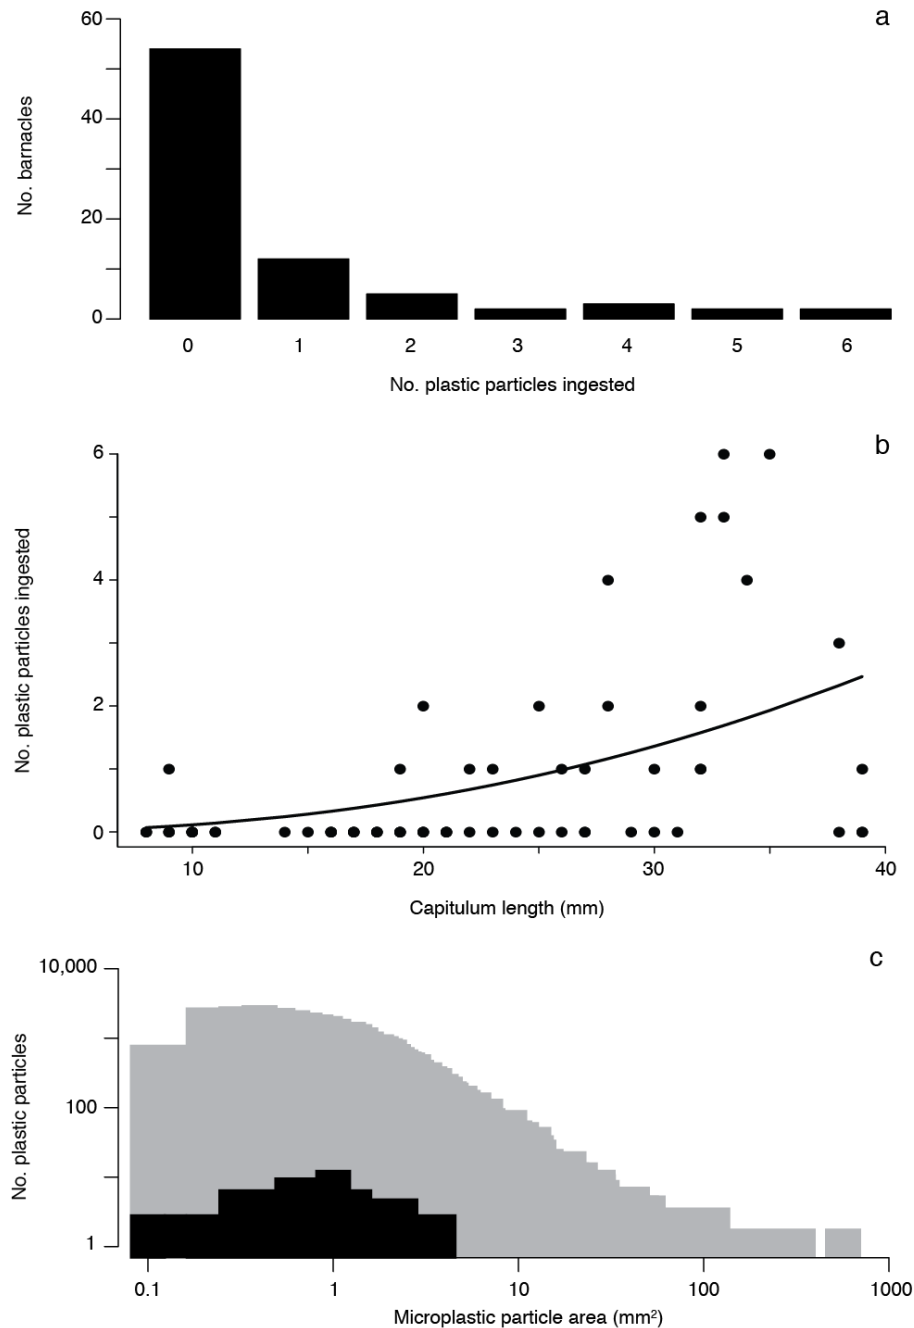 a
60
40
20
0
No. barnacles
0 1 2 3 4 5 6
No. plastic particles ingested
b
6
4
2
0
No. plastic particles ingested
10 20 30 40
Capitulum length (mm)
c
10,000
100
1
No. plastic particles
0.1 1 10 100 1000
Microplastic particle area (mm²)